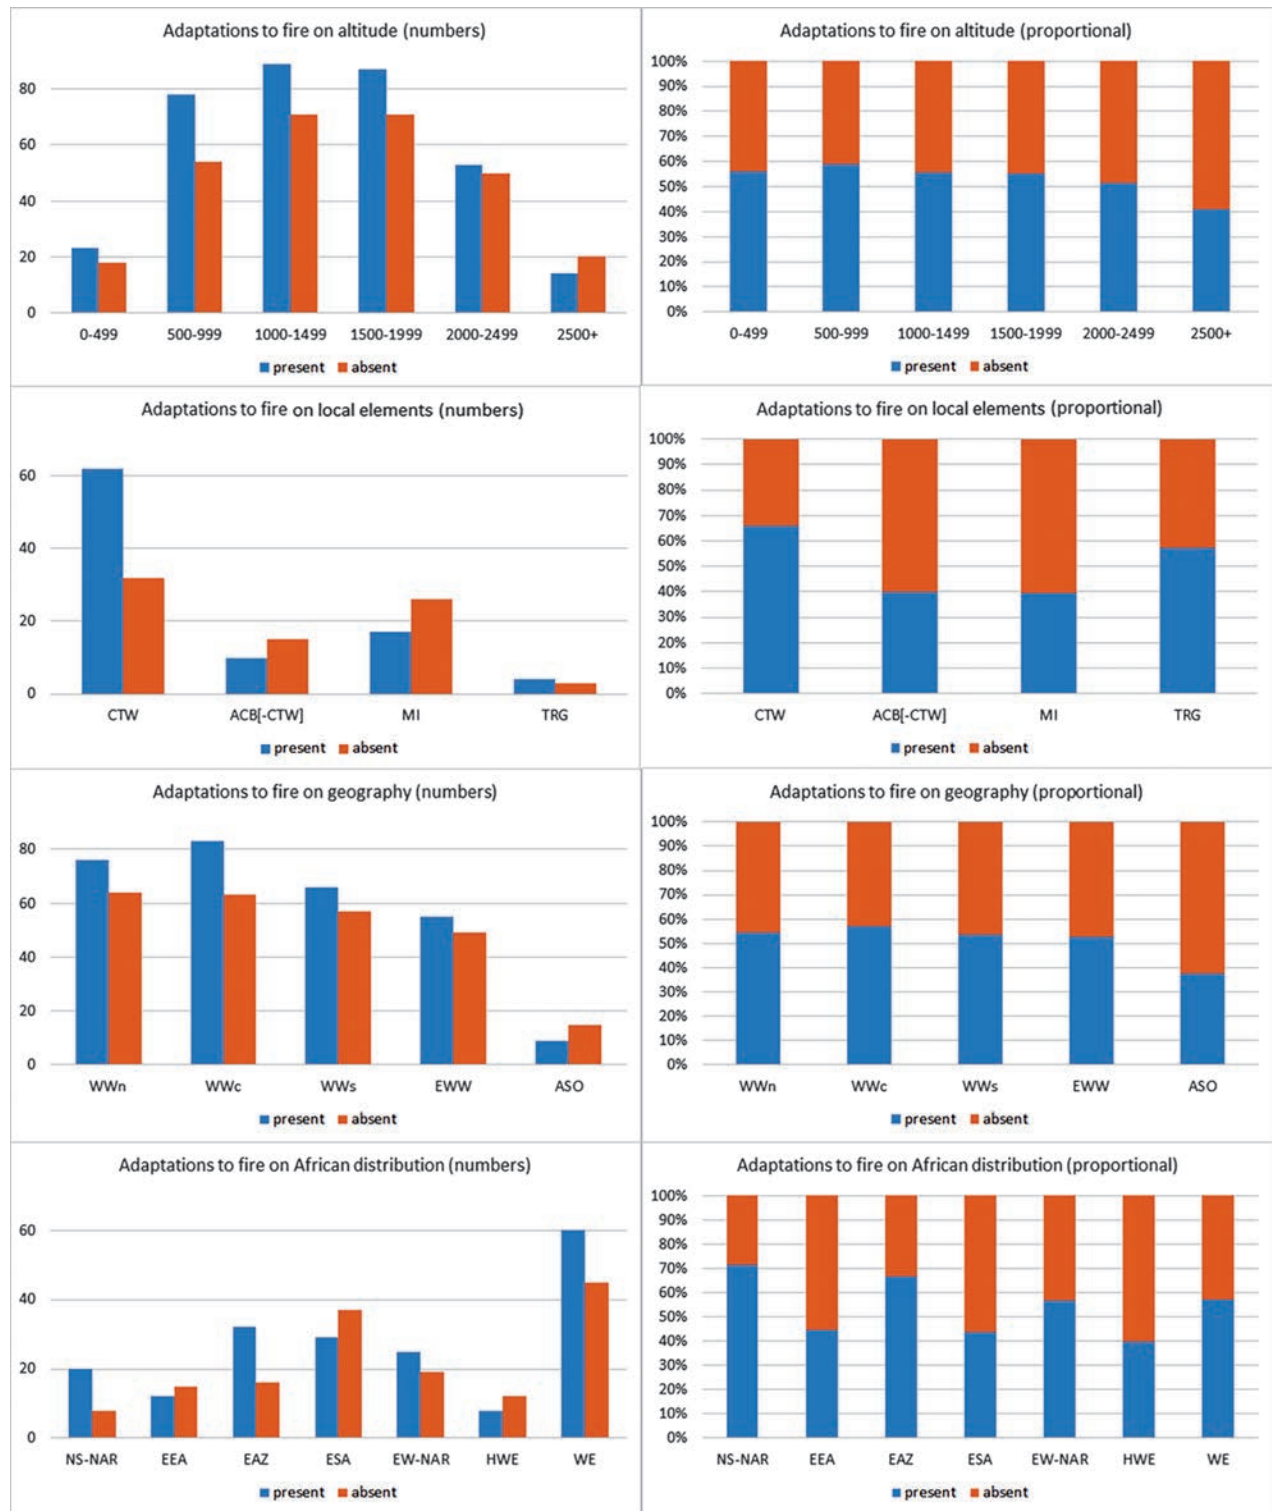 Adaptations to fire on altitude (numbers)
80
60
40
20
0
0-499 500-999 1000-1499 1500-1999 2000-2499 2500+
present absent
Adaptations to fire on altitude (proportional)
100%
90%
80%
70%
60%
50%
40%
30%
20%
10%
0%
0-499 500-999 1000-1499 1500-1999 2000-2499 2500+
present absent
Adaptations to fire on local elements (numbers)
60
40
20
0
CTW ACB[-CTW] MI TRG
present absent
Adaptations to fire on local elements (proportional)
100%
90%
80%
70%
60%
50%
40%
30%
20%
10%
0%
CTW ACB[-CTW] MI TRG
present absent
Adaptations to fire on geography (numbers)
80
60
40
20
0
WWn WWc WWs EWW ASO
present absent
Adaptations to fire on geography (proportional)
100%
90%
80%
70%
60%
50%
40%
30%
20%
10%
0%
WWn WWc WWs EWW ASO
present absent
Adaptations to fire on African distribution (numbers)
60
40
20
0
NS-NAR EEA EAZ ESA EW-NAR HWE WE
present absent
Adaptations to fire on African distribution (proportional)
100%
90%
80%
70%
60%
50%
40%
30%
20%
10%
0%
NS-NAR EEA EAZ ESA EW-NAR HWE WE
present absent